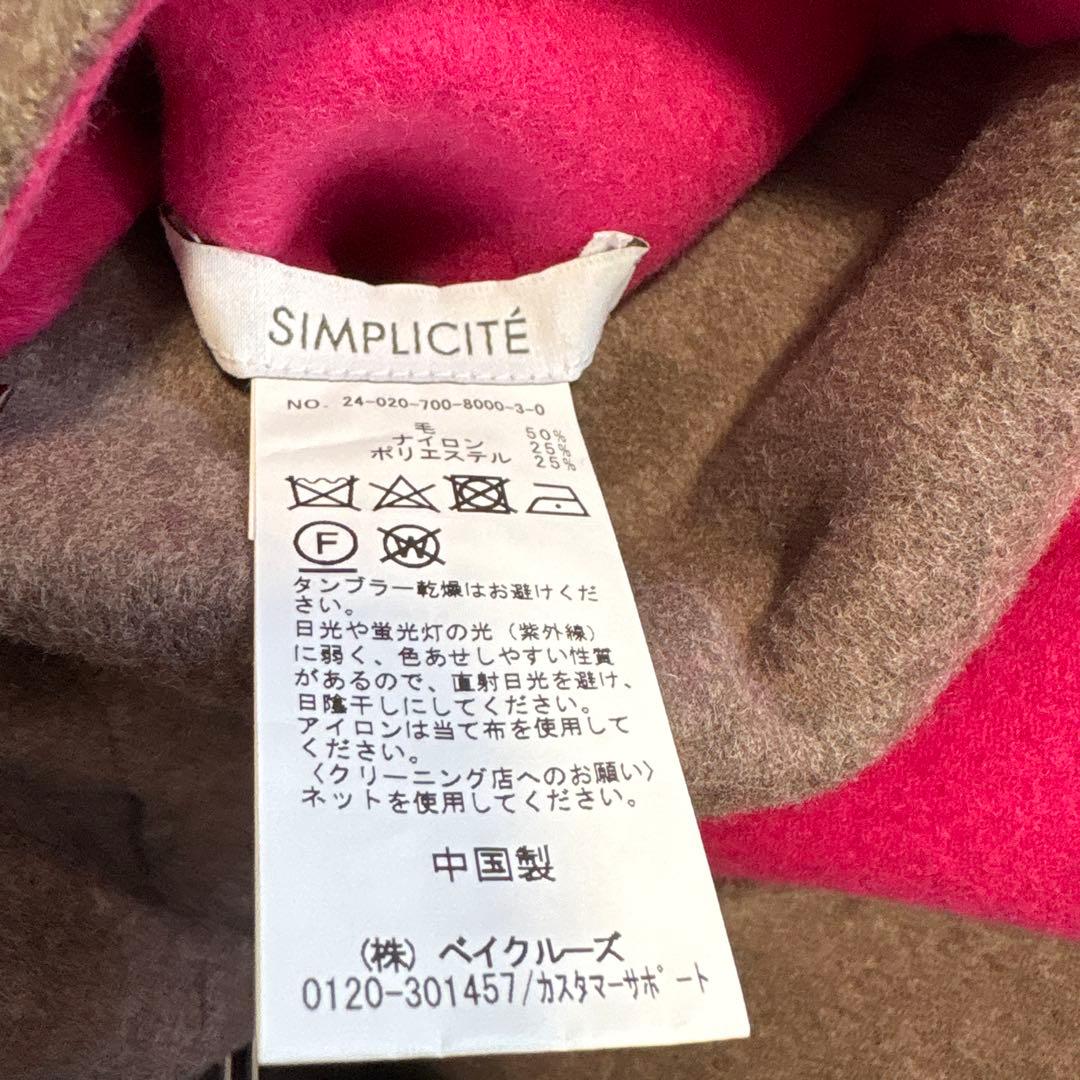 SIMPLICITÉ
NO. 24-020-700-8000-3-0
毛 50%
ナイロン 25%
ポリエステル 25%
F W
タンブラー乾燥はお避けくだ
さい。
日光や蛍光灯の光（紫外線）
に弱く、色あせしやすい性質
があるので、直射日光を避け、
日陰干しにしてください。
アイロンは当て布を使用して
ください。
〈クリーニング店へのお願い〉
ネットを使用してください。
中国製
（株）ベイクルーズ
0120-301457/カスタマーサポート